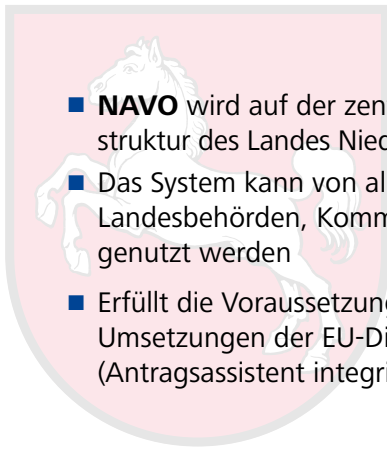 ■ NAVO wird auf der zen
struktur des Landes Nied
■ Das System kann von al
Landesbehörden, Komm
genutzt werden
■ Erfüllt die Voraussetzung
Umsetzungen der EU-Di
(Antragsassistent integri